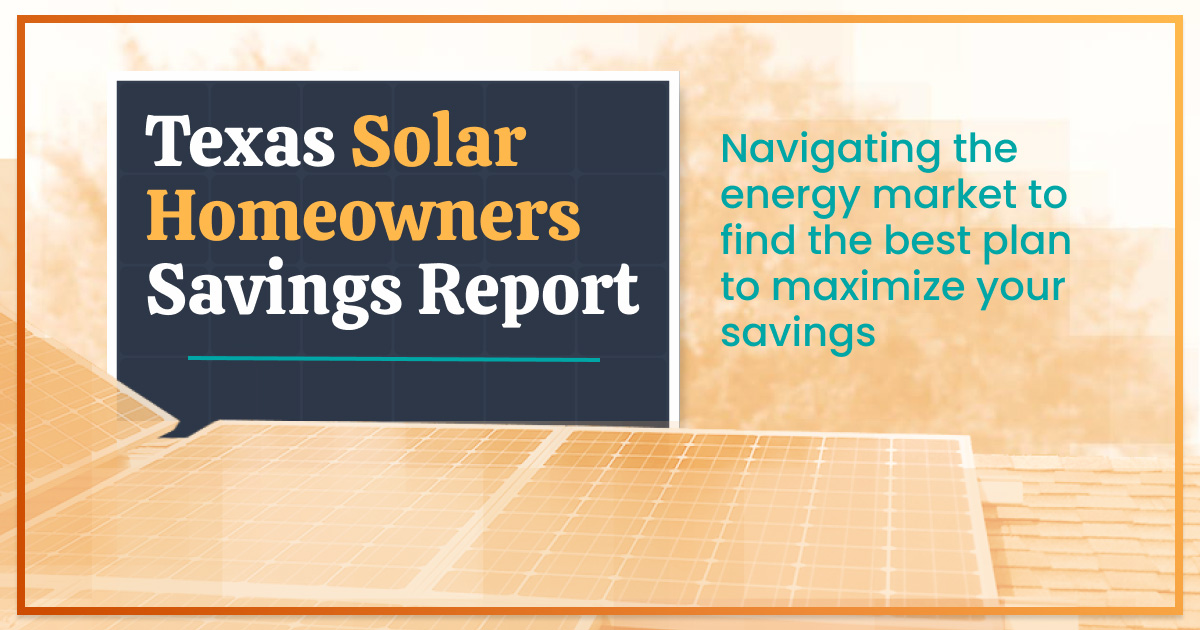 Texas Solar
Homeowners
Savings Report
Navigating the
energy market to
find the best plan
to maximize your
savings